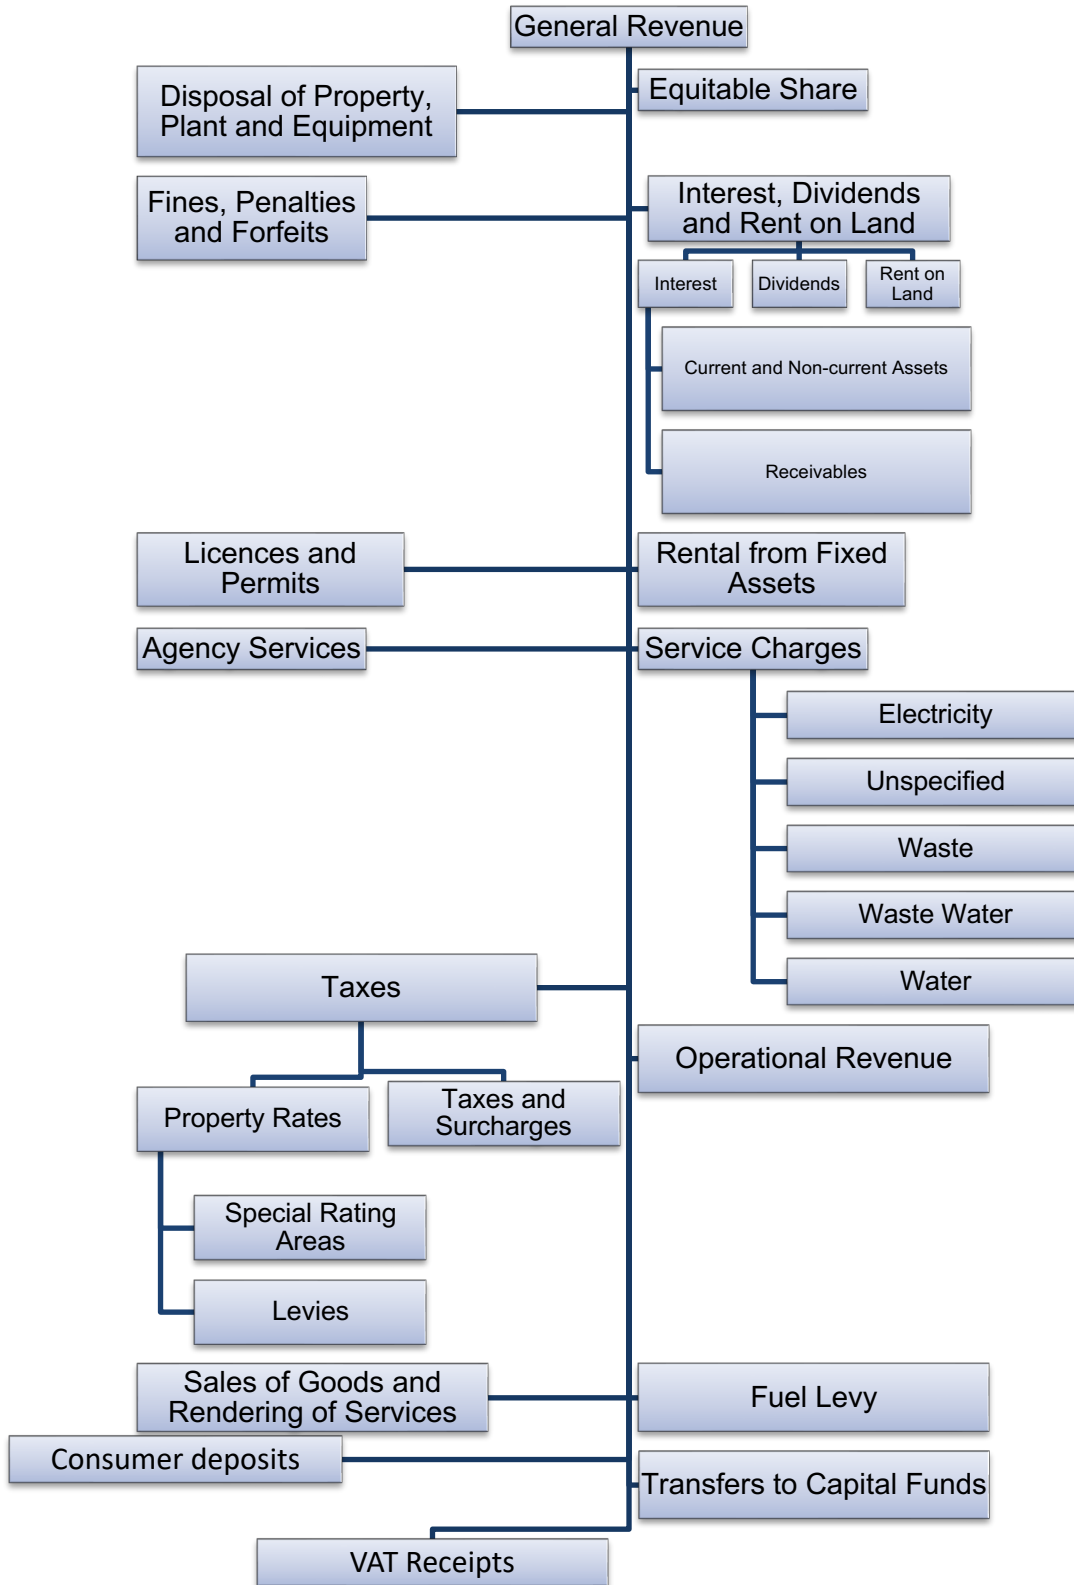 General Revenue
Disposal of Property,
Plant and Equipment
Equitable Share
Fines, Penalties
and Forfeits
Interest, Dividends
and Rent on Land
Interest
Dividends
Rent on
Land
Current and Non-current Assets
Receivables
Licences and
Permits
Rental from Fixed
Assets
Agency Services
Service Charges
Electricity
Unspecified
Waste
Waste Water
Water
Taxes
Operational Revenue
Property Rates
Taxes and
Surcharges
Special Rating
Areas
Levies
Sales of Goods and
Rendering of Services
Fuel Levy
Consumer deposits
Transfers to Capital Funds
VAT Receipts